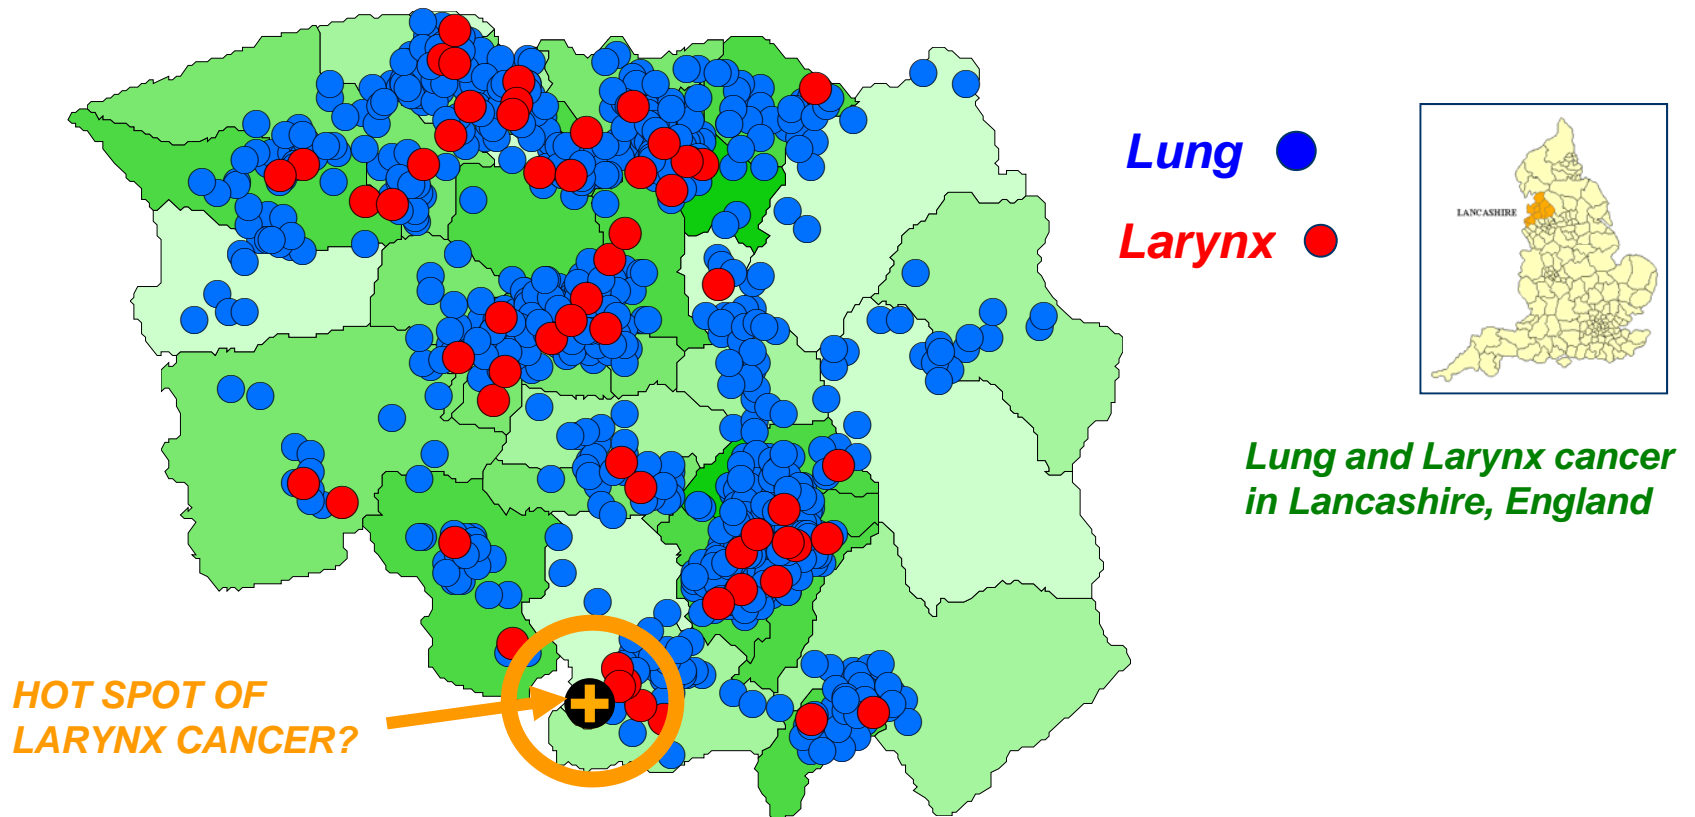 Lung
Larynx
LANCASHIRE
Lung and Larynx cancer
in Lancashire, England
HOT SPOT OF
LARYNX CANCER?